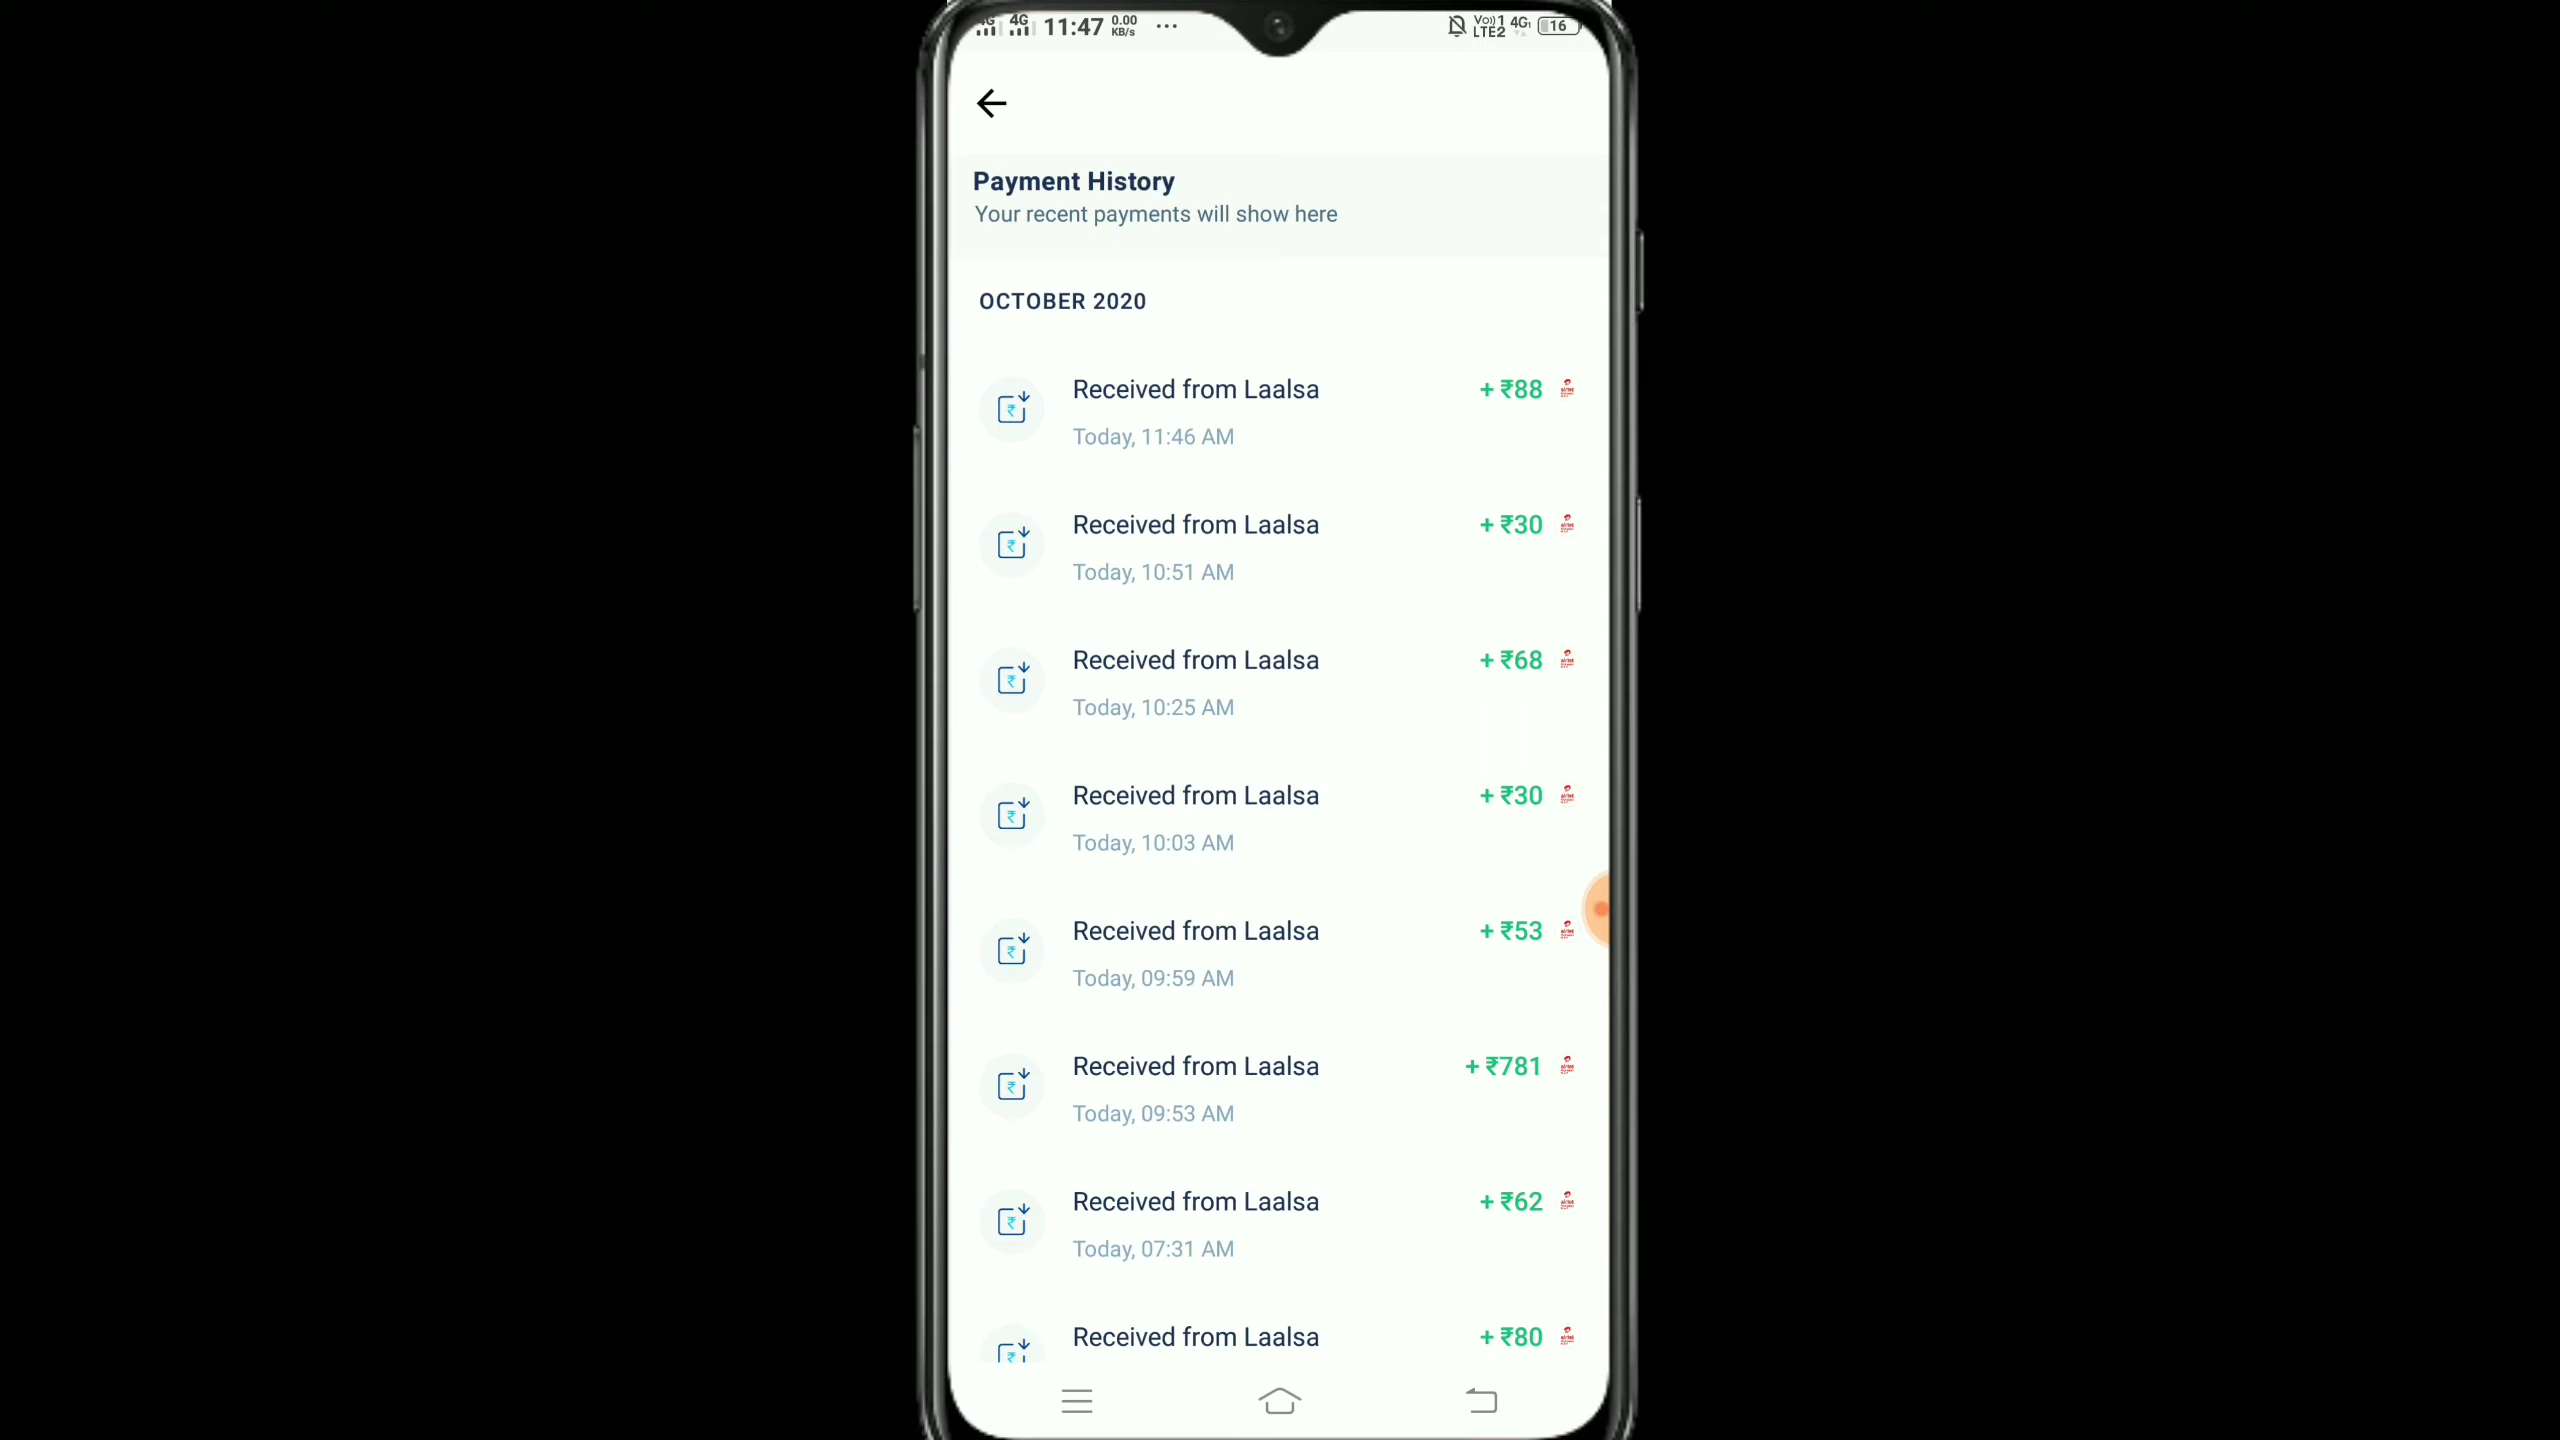 4G 4G 11:47 0.00 KB/s ... Vo)) 1 LTE2 4G 16
Payment History
Your recent payments will show here
OCTOBER 2020
Received from Laalsa + ₹88
Today, 11:46 AM
Received from Laalsa + ₹30
Today, 10:51 AM
Received from Laalsa + ₹68
Today, 10:25 AM
Received from Laalsa + ₹30
Today, 10:03 AM
Received from Laalsa + ₹53
Today, 09:59 AM
Received from Laalsa + ₹781
Today, 09:53 AM
Received from Laalsa + ₹62
Today, 07:31 AM
Received from Laalsa + ₹80